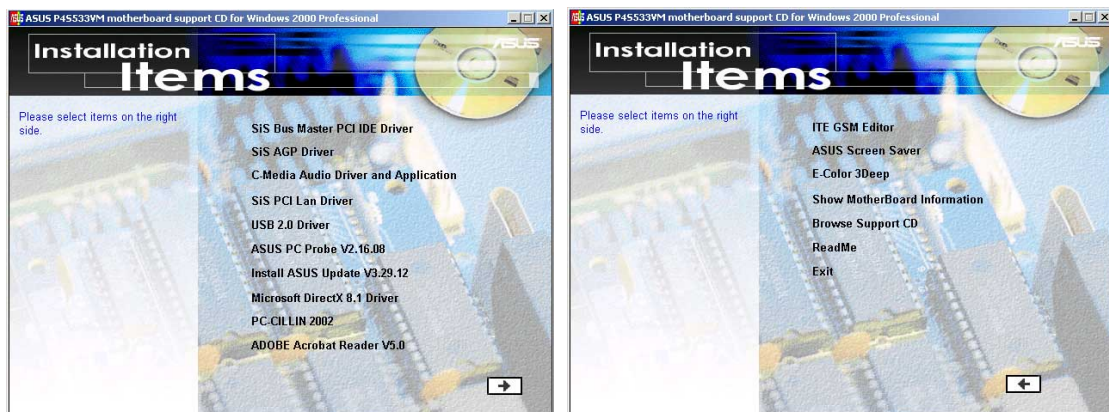 ASUS P4S533VM motherboard support CD for Windows 2000 Professional
Installation
Items
ASUS
Please select items on the right
side.
SiS Bus Master PCI IDE Driver
SiS AGP Driver
C-Media Audio Driver and Application
SiS PCI Lan Driver
USB 2.0 Driver
ASUS PC Probe V2.16.08
Install ASUS Update V3.29.12
Microsoft DirectX 8.1 Driver
PC-CILLIN 2002
ADOBE Acrobat Reader V5.0
ASUS P4S533VM motherboard support CD for Windows 2000 Professional
Installation
Items
ASUS
Please select items on the right
side.
ITE GSM Editor
ASUS Screen Saver
E-Color 3Deep
Show MotherBoard Information
Browse Support CD
ReadMe
Exit